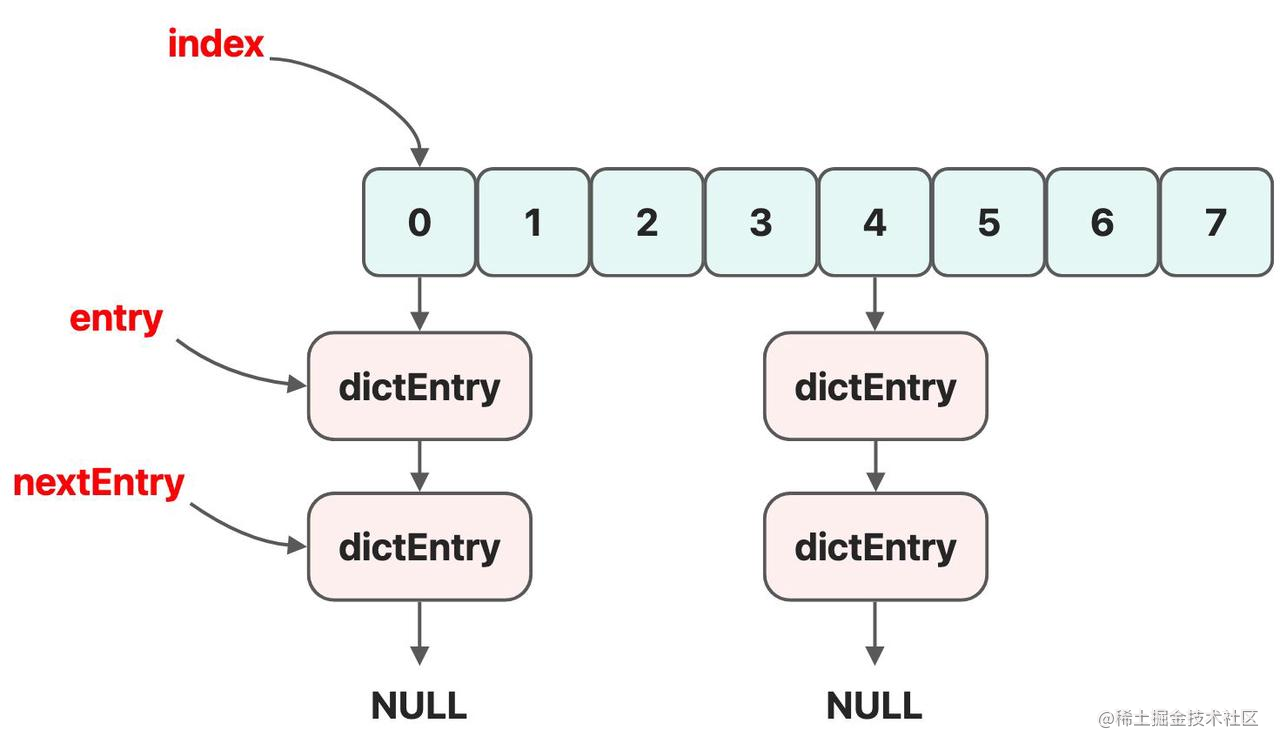 index
0 1 2 3 4 5 6 7
entry
dictEntry dictEntry
nextEntry
dictEntry dictEntry
NULL NULL
@稀土掘金技术社区